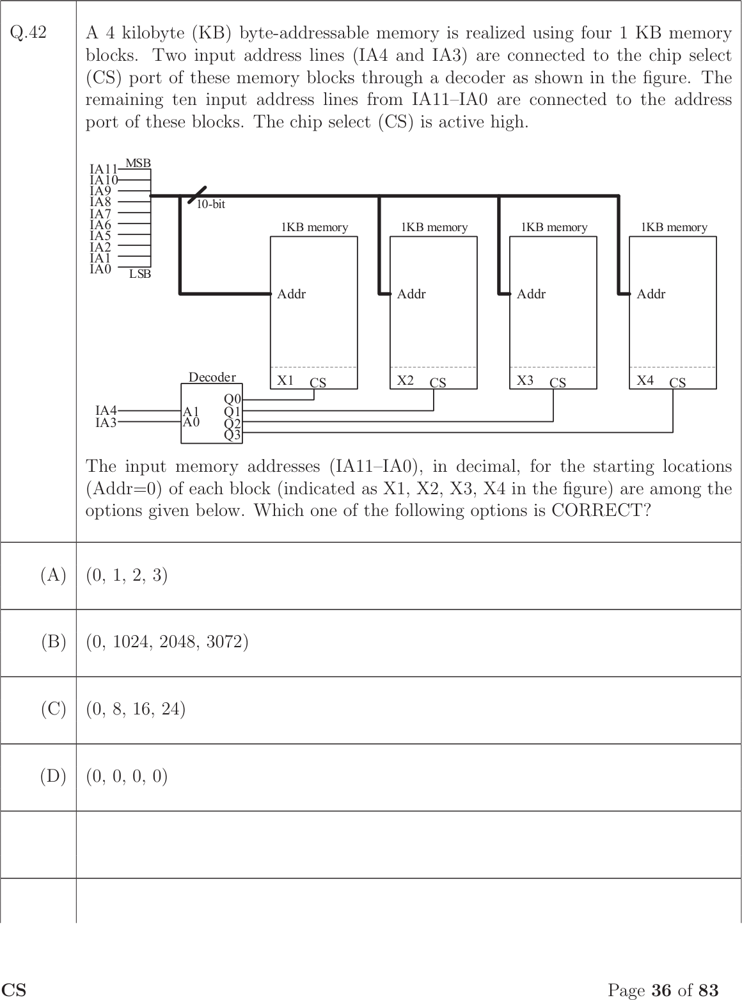 Q.42
A 4 kilobyte (KB) byte-addressable memory is realized using four 1 KB memory
blocks. Two input address lines (IA4 and IA3) are connected to the chip select
(CS) port of these memory blocks through a decoder as shown in the figure. The
remaining ten input address lines from IA11–IA0 are connected to the address
port of these blocks. The chip select (CS) is active high.
MSB
IA11
IA10
IA9
IA8
IA7
IA6
IA5
IA2
IA1
IA0
LSB
10-bit
1KB memory 1KB memory 1KB memory 1KB memory
Addr Addr Addr Addr
X1 CS X2 CS X3 CS X4 CS
Decoder
IA4 A1
IA3 A0
Q0
Q1
Q2
Q3
The input memory addresses (IA11–IA0), in decimal, for the starting locations
(Addr=0) of each block (indicated as X1, X2, X3, X4 in the figure) are among the
options given below. Which one of the following options is CORRECT?
(A) (0, 1, 2, 3)
(B) (0, 1024, 2048, 3072)
(C) (0, 8, 16, 24)
(D) (0, 0, 0, 0)
CS Page 36 of 83